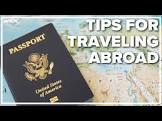 TIPS FOR
TRAVELING
ABROAD
PASSPORT
United States
of America